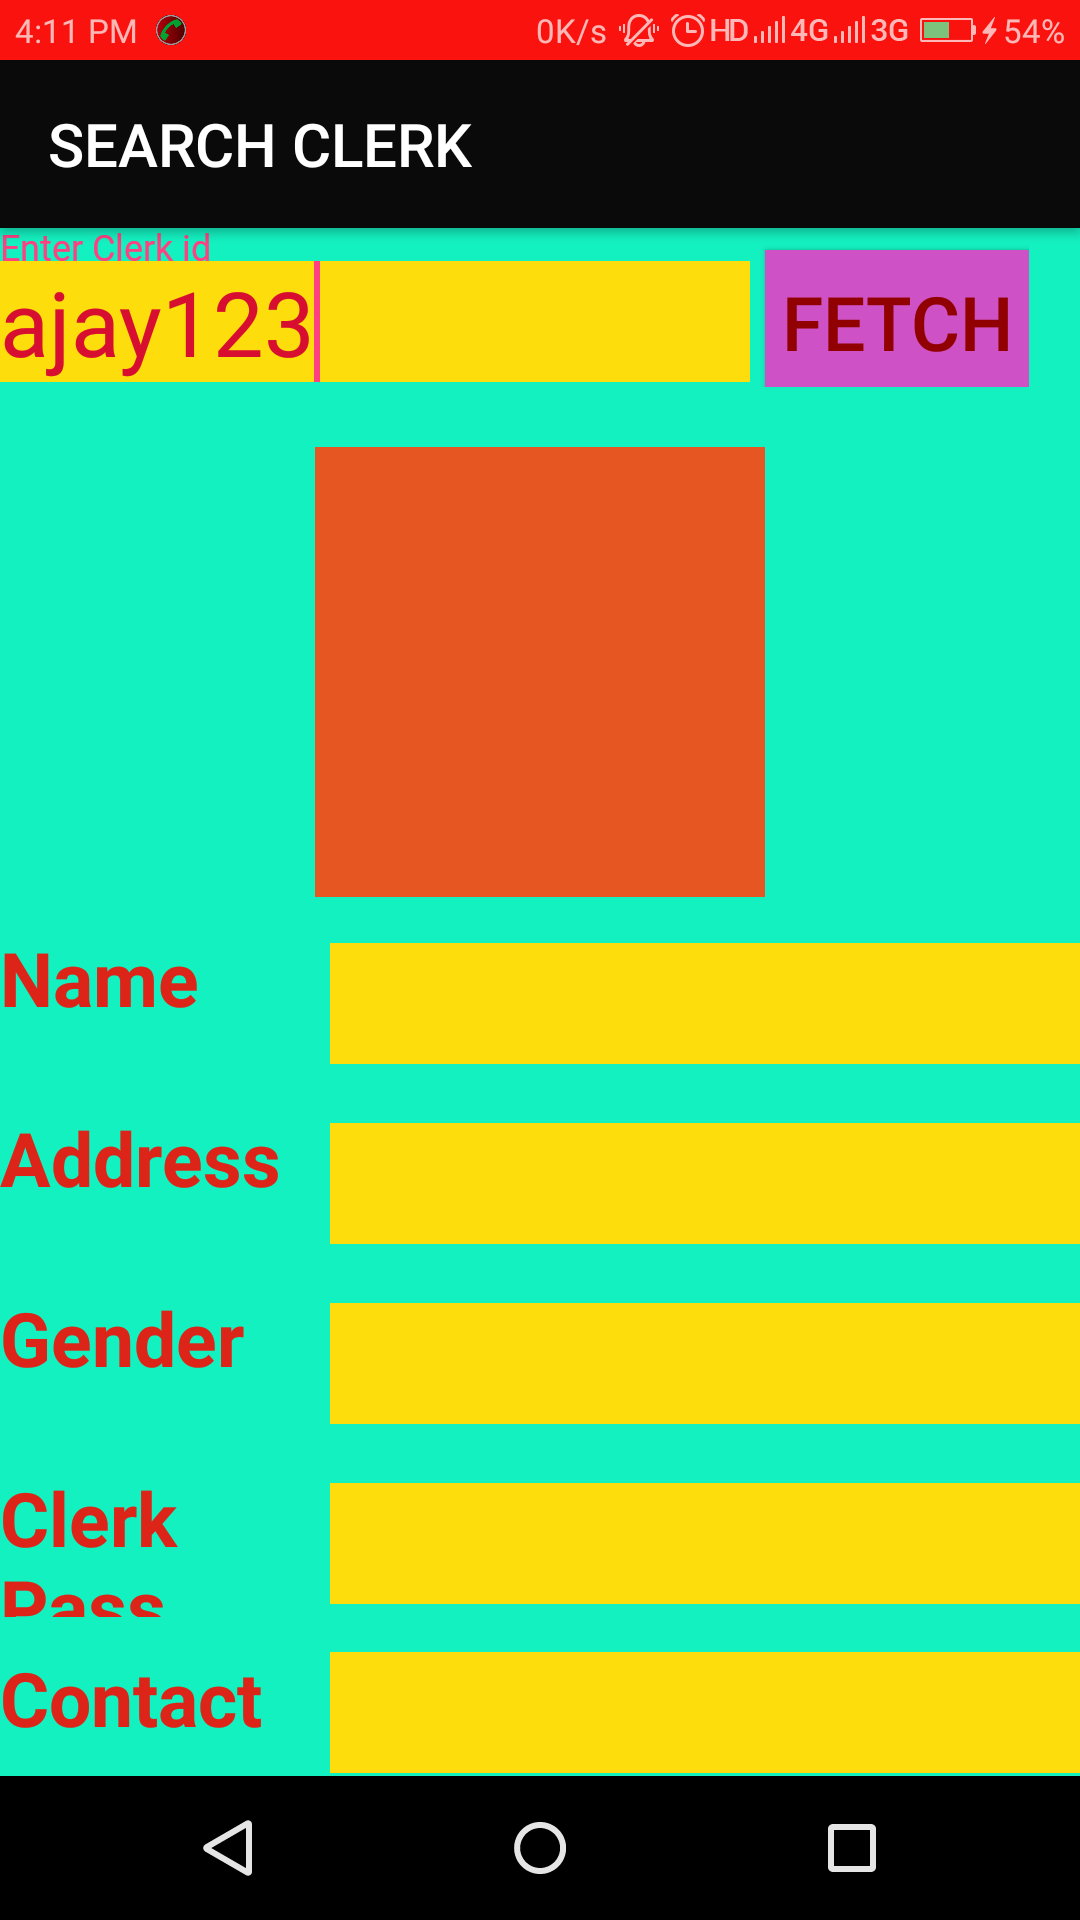 4:11 PM 0K/s HD 4G 3G 54%
SEARCH CLERK
Enter Clerk id
ajay123 FETCH
Name
Address
Gender
Clerk
Pass
Contact